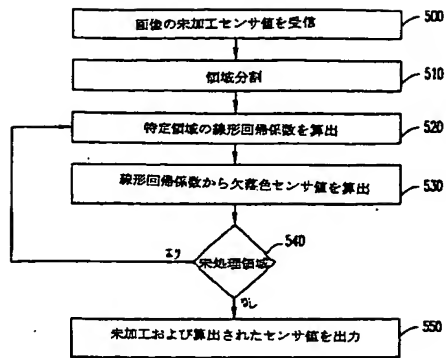 画像の未加工センサ値を受信
500
領域分割
510
特定領域の線形回帰係数を算出
520
線形回帰係数から欠落色センサ値を算出
530
540
未処理領域
あり
なし
未加工および算出されたセンサ値を出力
550